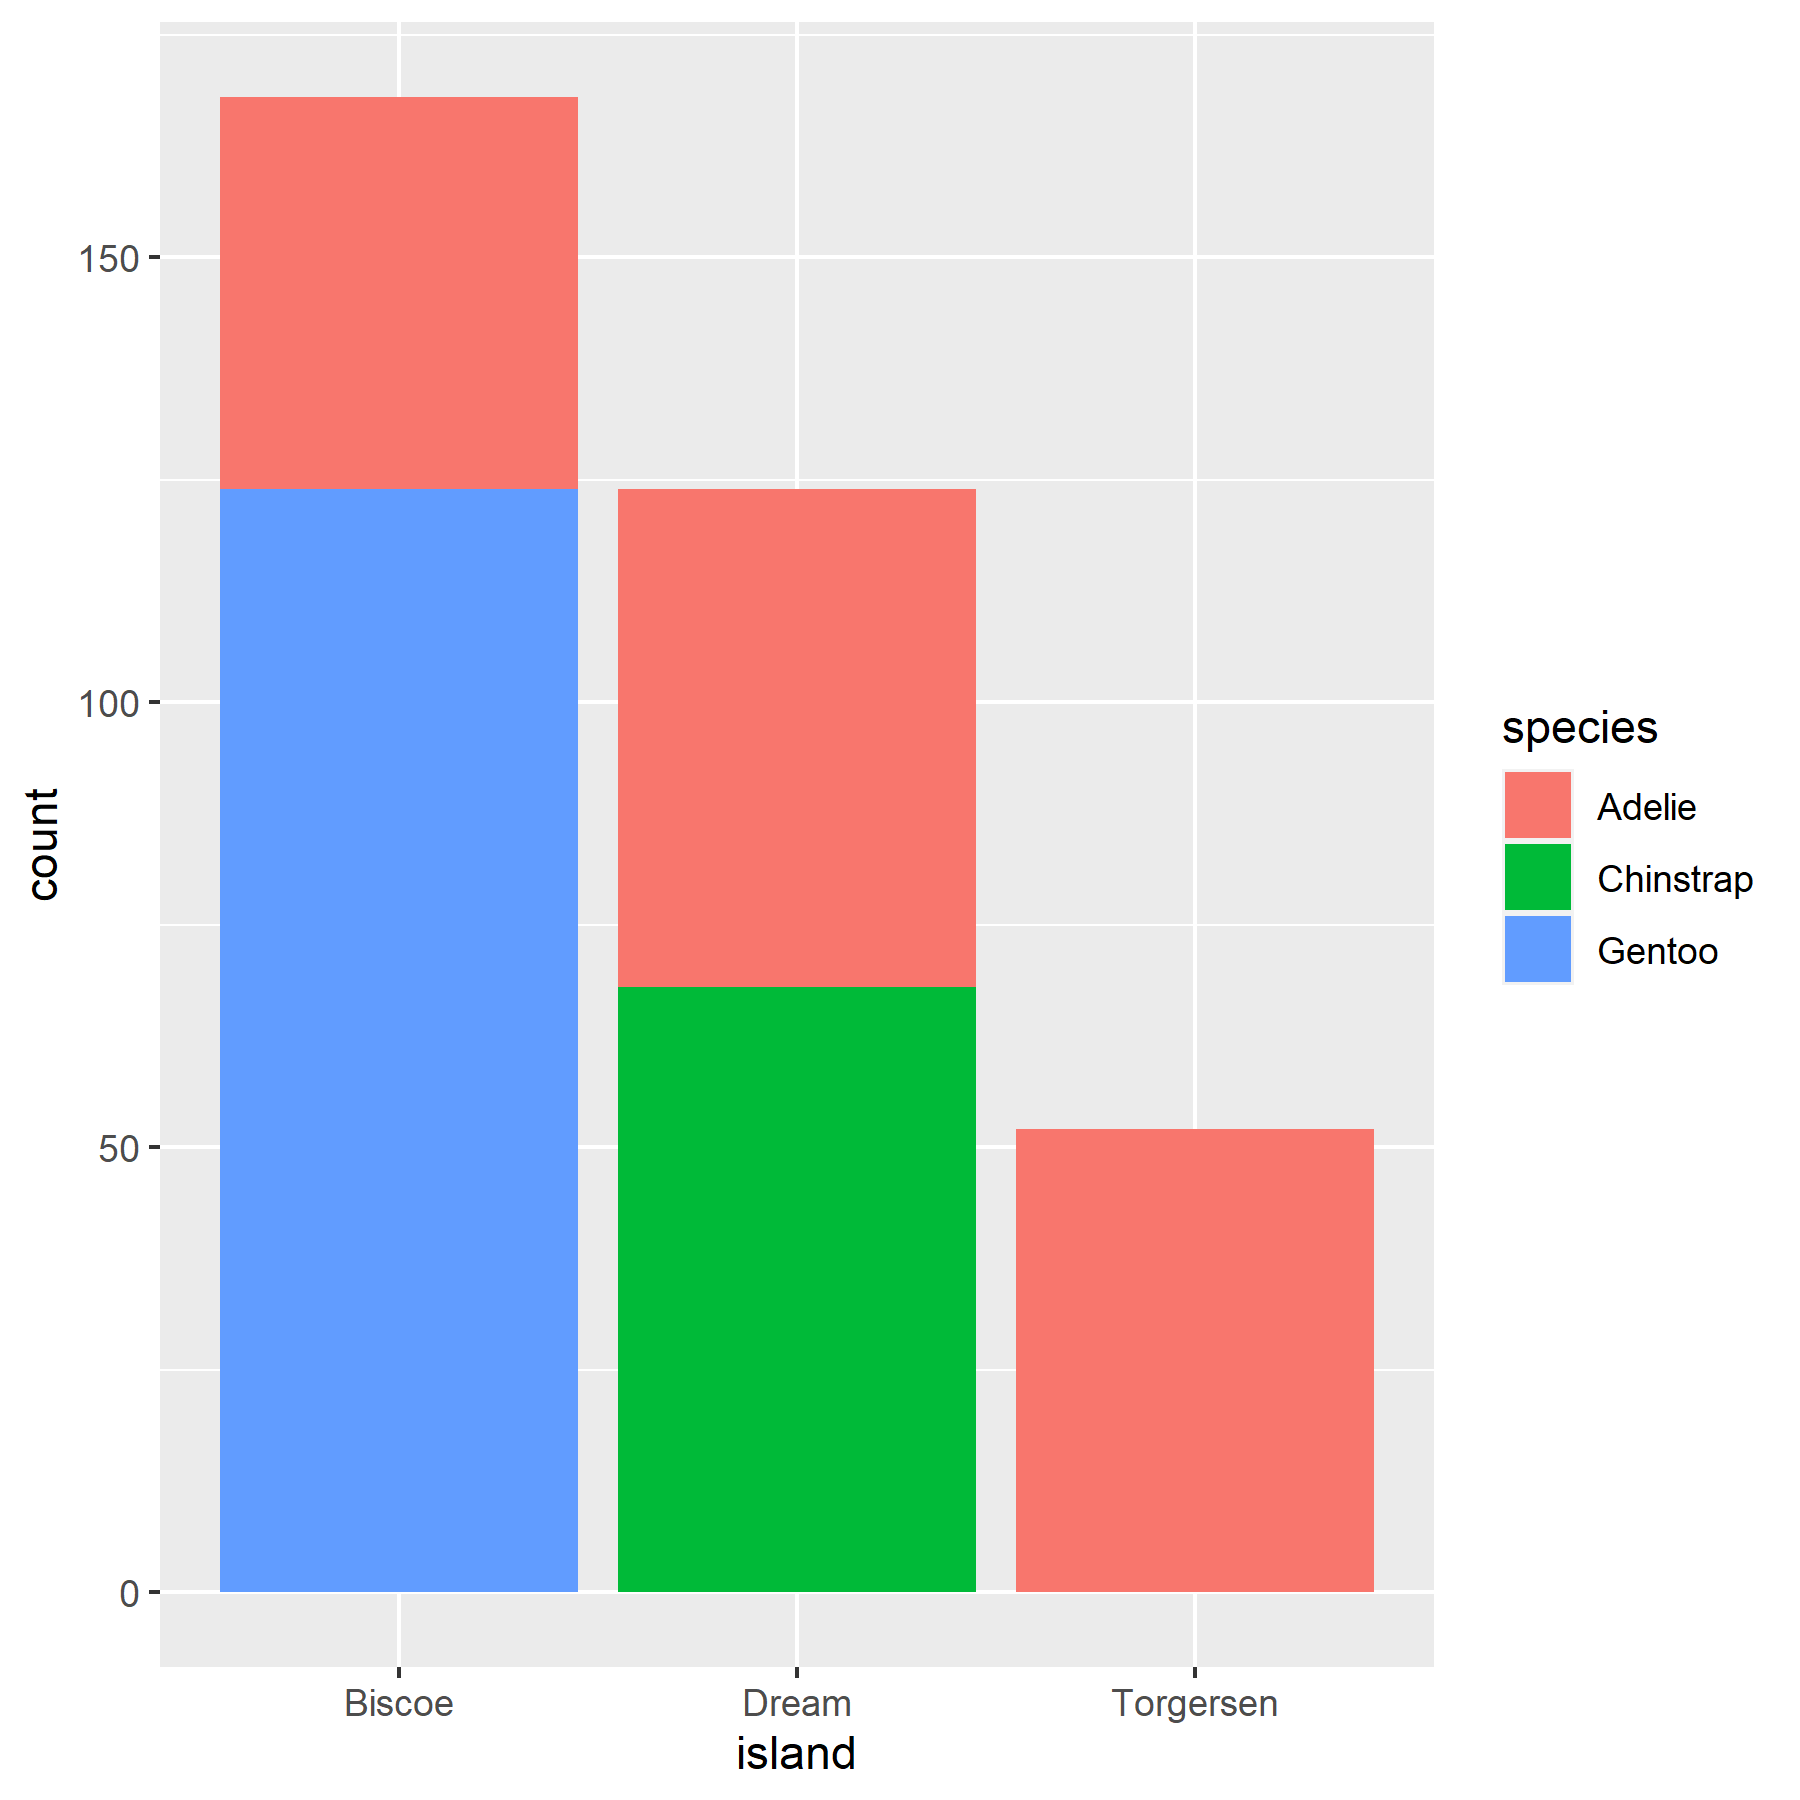 150
100
50
0
count
Biscoe Dream Torgersen
island
species
Adelie
Chinstrap
Gentoo